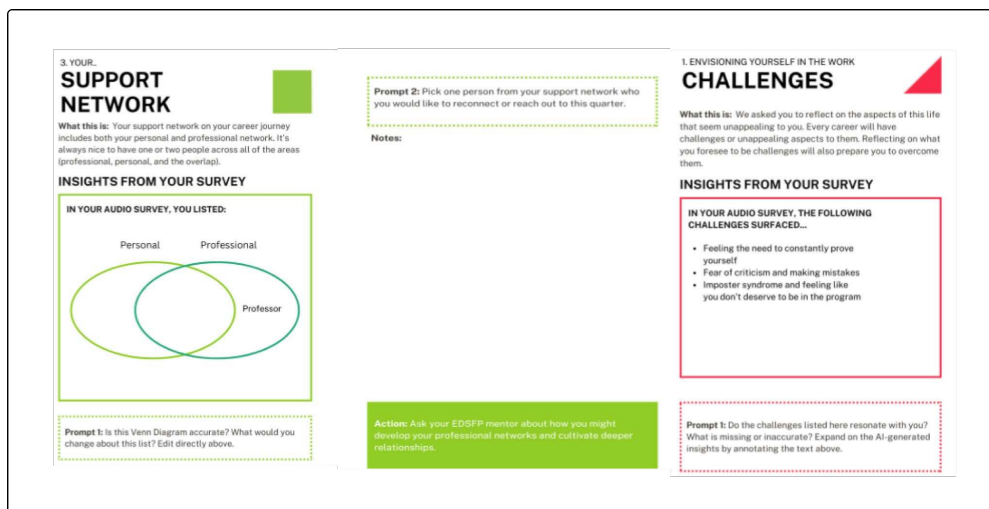 3. YOUR..
SUPPORT
NETWORK
What this is: Your support network on your career journey
includes both your personal and professional network. It's
always nice to have one or two people across all of the areas
(professional, personal, and the overlap).
INSIGHTS FROM YOUR SURVEY
IN YOUR AUDIO SURVEY, YOU LISTED:
Personal
Professional
Professor
Prompt 1: Is this Venn Diagram accurate? What would you
change about this list? Edit directly above.
Prompt 2: Pick one person from your support network who
you would like to reconnect or reach out to this quarter.
Notes:
Action: Ask your EDSFP mentor about how you might
develop your professional networks and cultivate deeper
relationships.
1. ENVISIONING YOURSELF IN THE WORK
CHALLENGES
What this is: We asked you to reflect on the aspects of this life
that seem unappealing to you. Every career will have
challenges or unappealing aspects to them. Reflecting on what
you foresee to be challenges will also prepare you to overcome
them.
INSIGHTS FROM YOUR SURVEY
IN YOUR AUDIO SURVEY, THE FOLLOWING
CHALLENGES SURFACED...
• Feeling the need to constantly prove
yourself
• Fear of criticism and making mistakes
• Imposter syndrome and feeling like
you don't deserve to be in the program
Prompt 1: Do the challenges listed here resonate with you?
What is missing or inaccurate? Expand on the AI-generated
insights by annotating the text above.